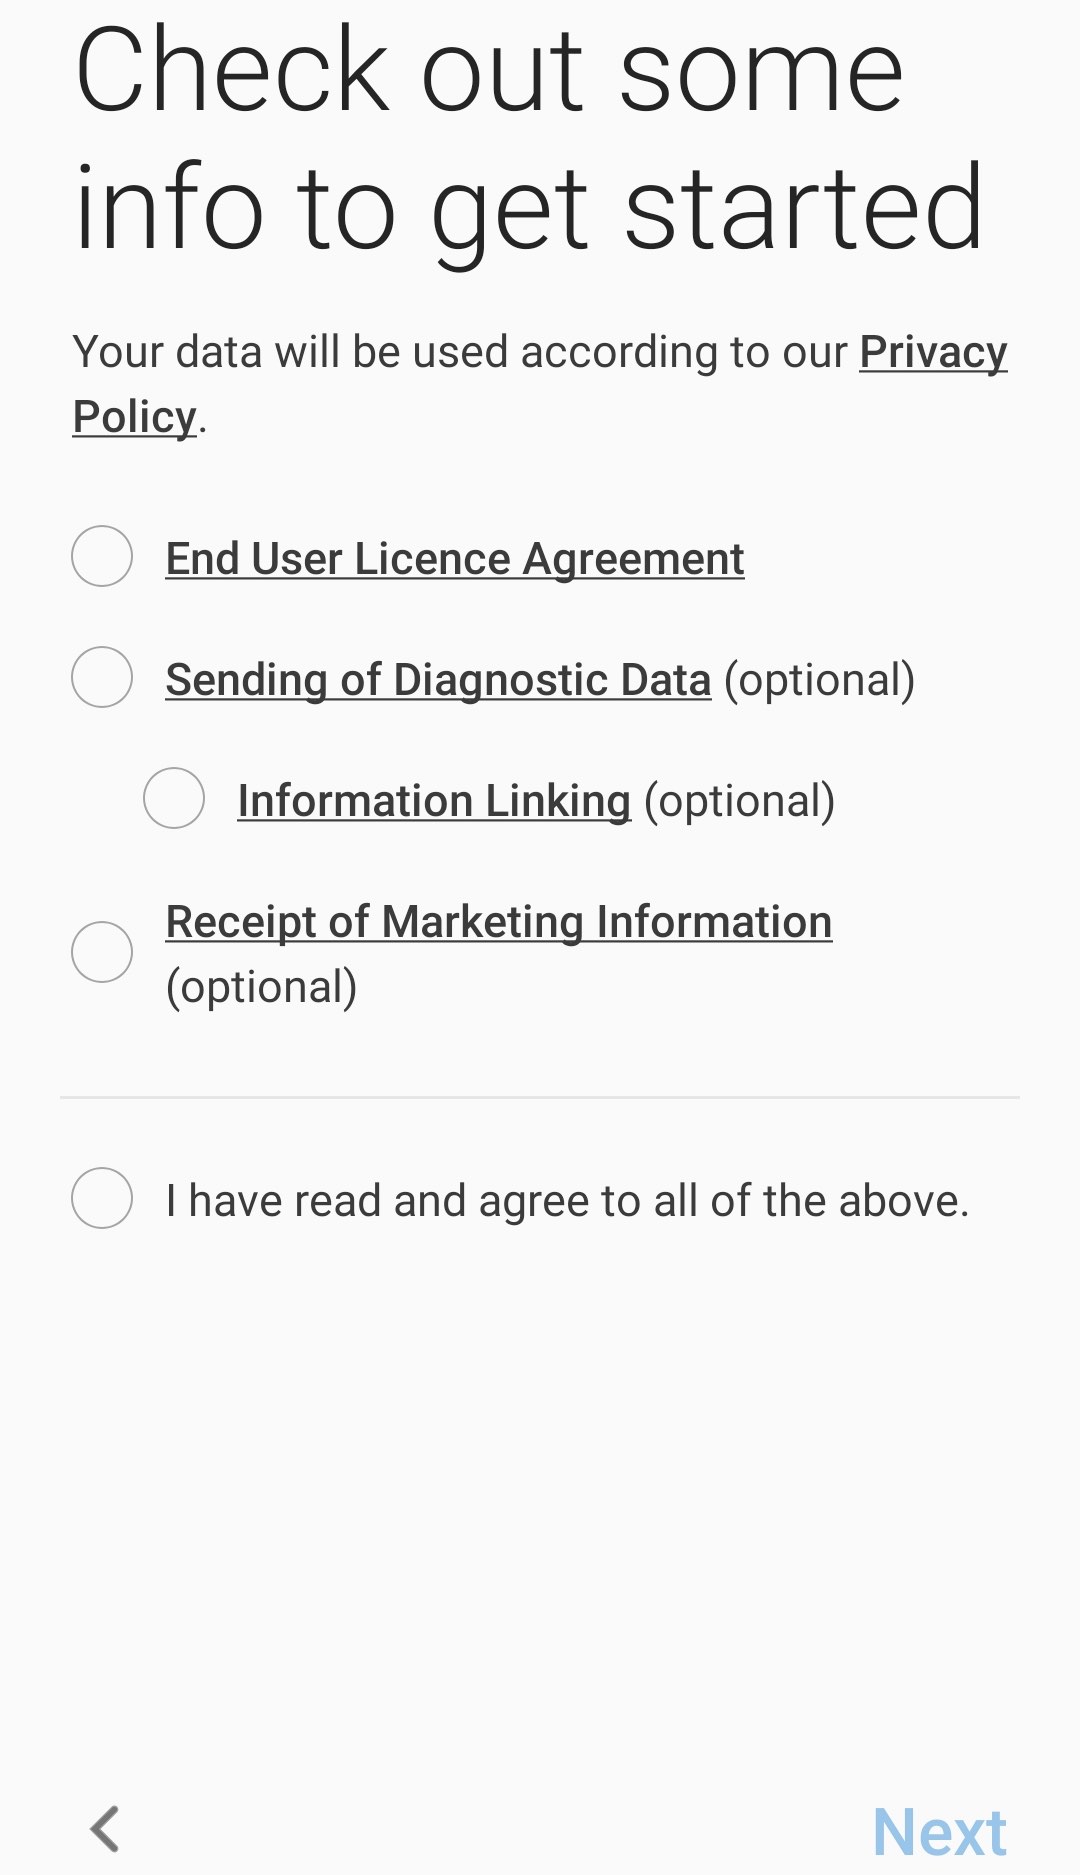 Check out some
info to get started
Your data will be used according to our Privacy
Policy.
End User Licence Agreement
Sending of Diagnostic Data (optional)
Information Linking (optional)
Receipt of Marketing Information
(optional)
I have read and agree to all of the above.
Next